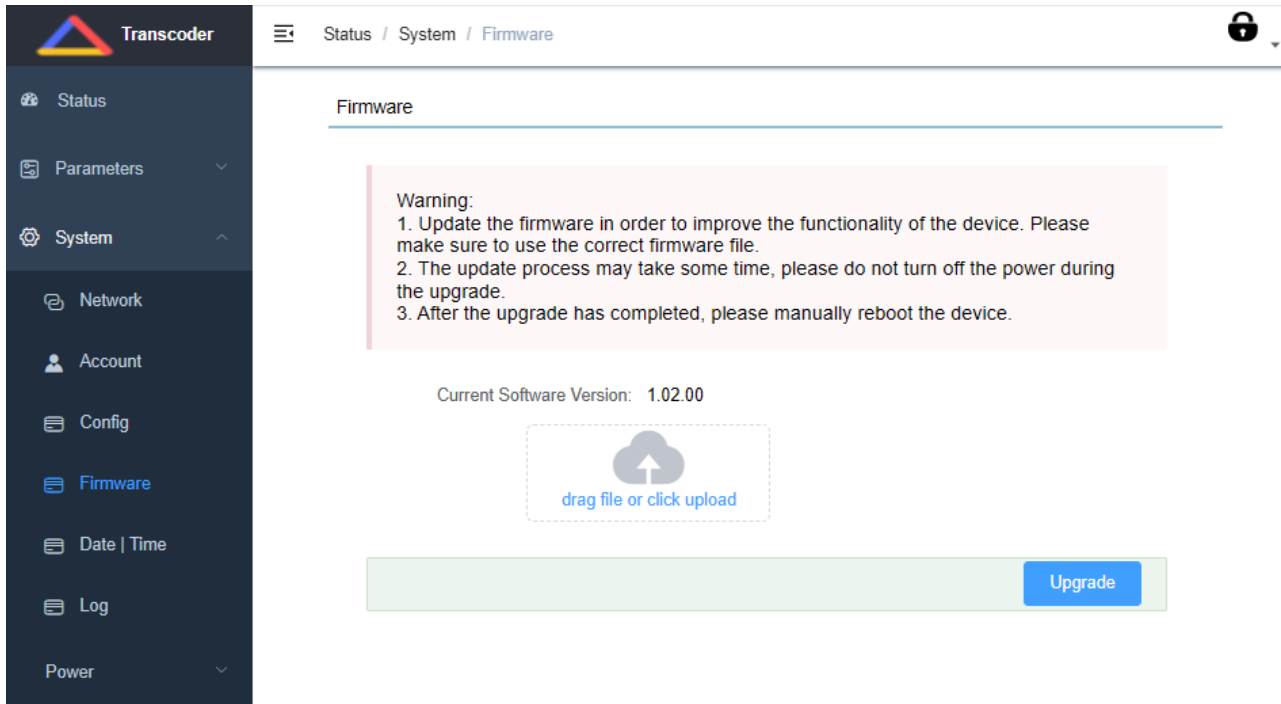 Transcoder
Status / System / Firmware
Status
Parameters
System
Network
Account
Config
Firmware
Date | Time
Log
Power
Firmware
Warning:
1. Update the firmware in order to improve the functionality of the device. Please
make sure to use the correct firmware file.
2. The update process may take some time, please do not turn off the power during
the upgrade.
3. After the upgrade has completed, please manually reboot the device.
Current Software Version: 1.02.00
drag file or click upload
Upgrade